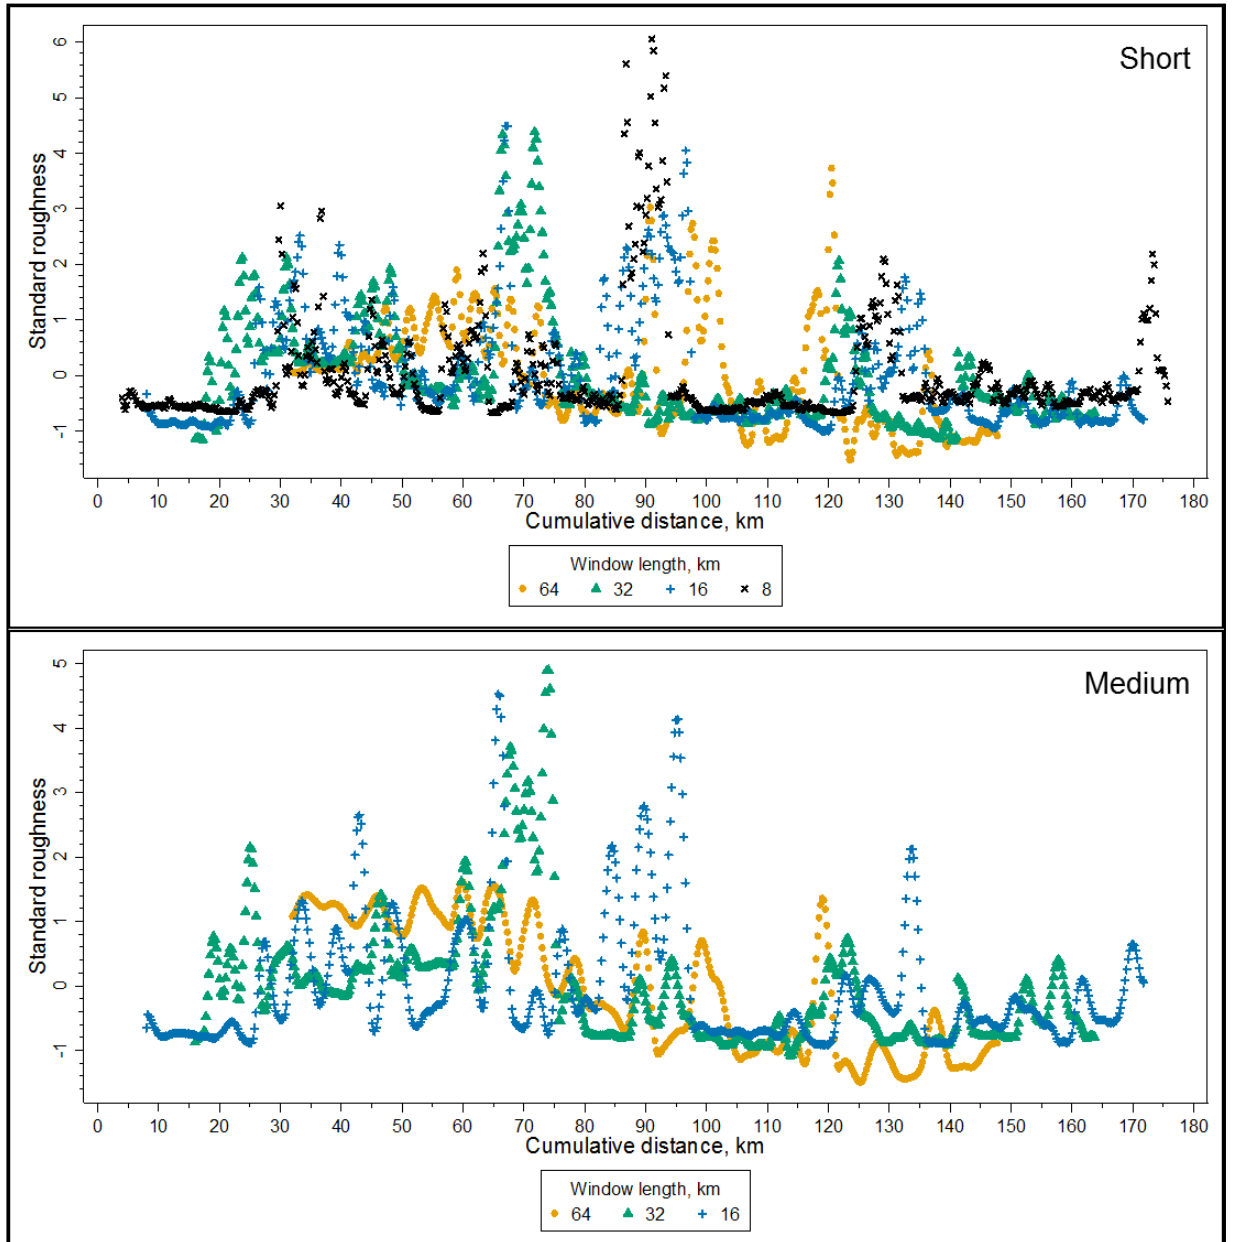 Short
Standard roughness
6
5
4
3
2
1
0
-1
0 10 20 30 40 50 60 70 80 90 100 110 120 130 140 150 160 170 180
Cumulative distance, km
Window length, km
64 32 16 8
Medium
Standard roughness
5
4
3
2
1
0
-1
0 10 20 30 40 50 60 70 80 90 100 110 120 130 140 150 160 170 180
Cumulative distance, km
Window length, km
64 32 16